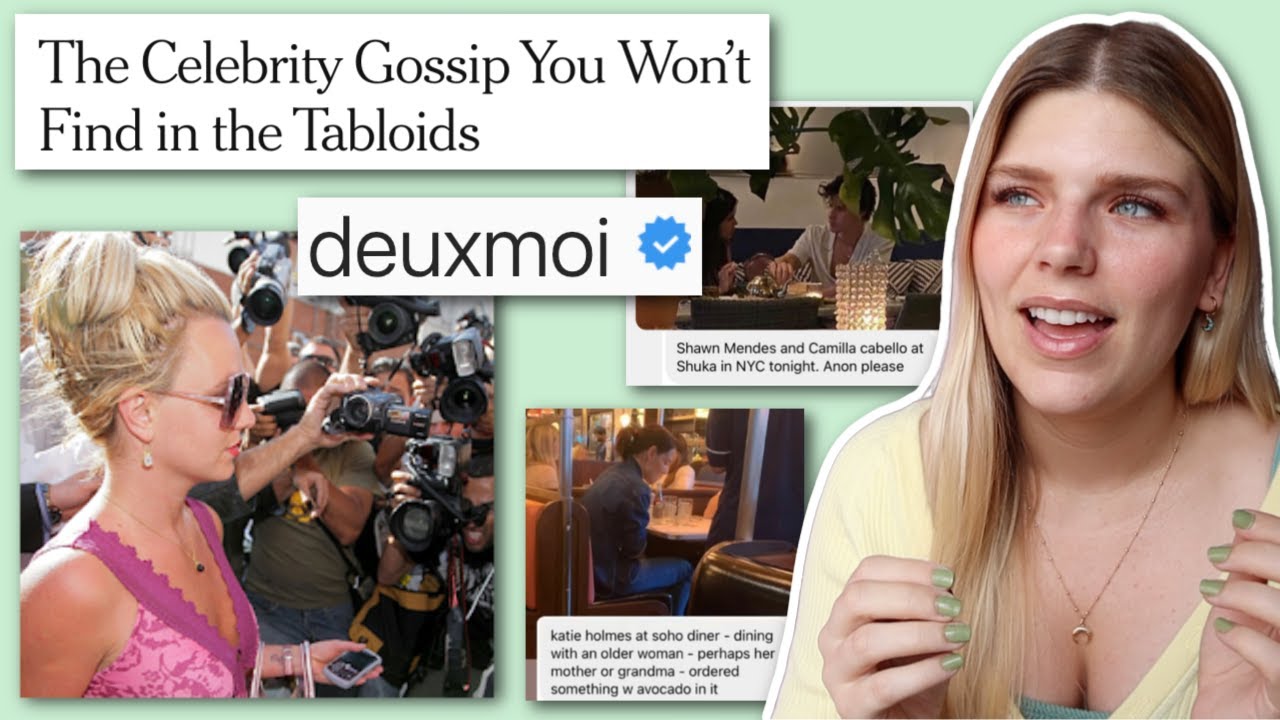 The Celebrity Gossip You Won't
Find in the Tabloids
deuxmoi
Shawn Mendes and Camilla cabello at
Shuka in NYC tonight. Anon please
katie holmes at soho diner - dining
with an older woman - perhaps her
mother or grandma - ordered
something w avocado in it